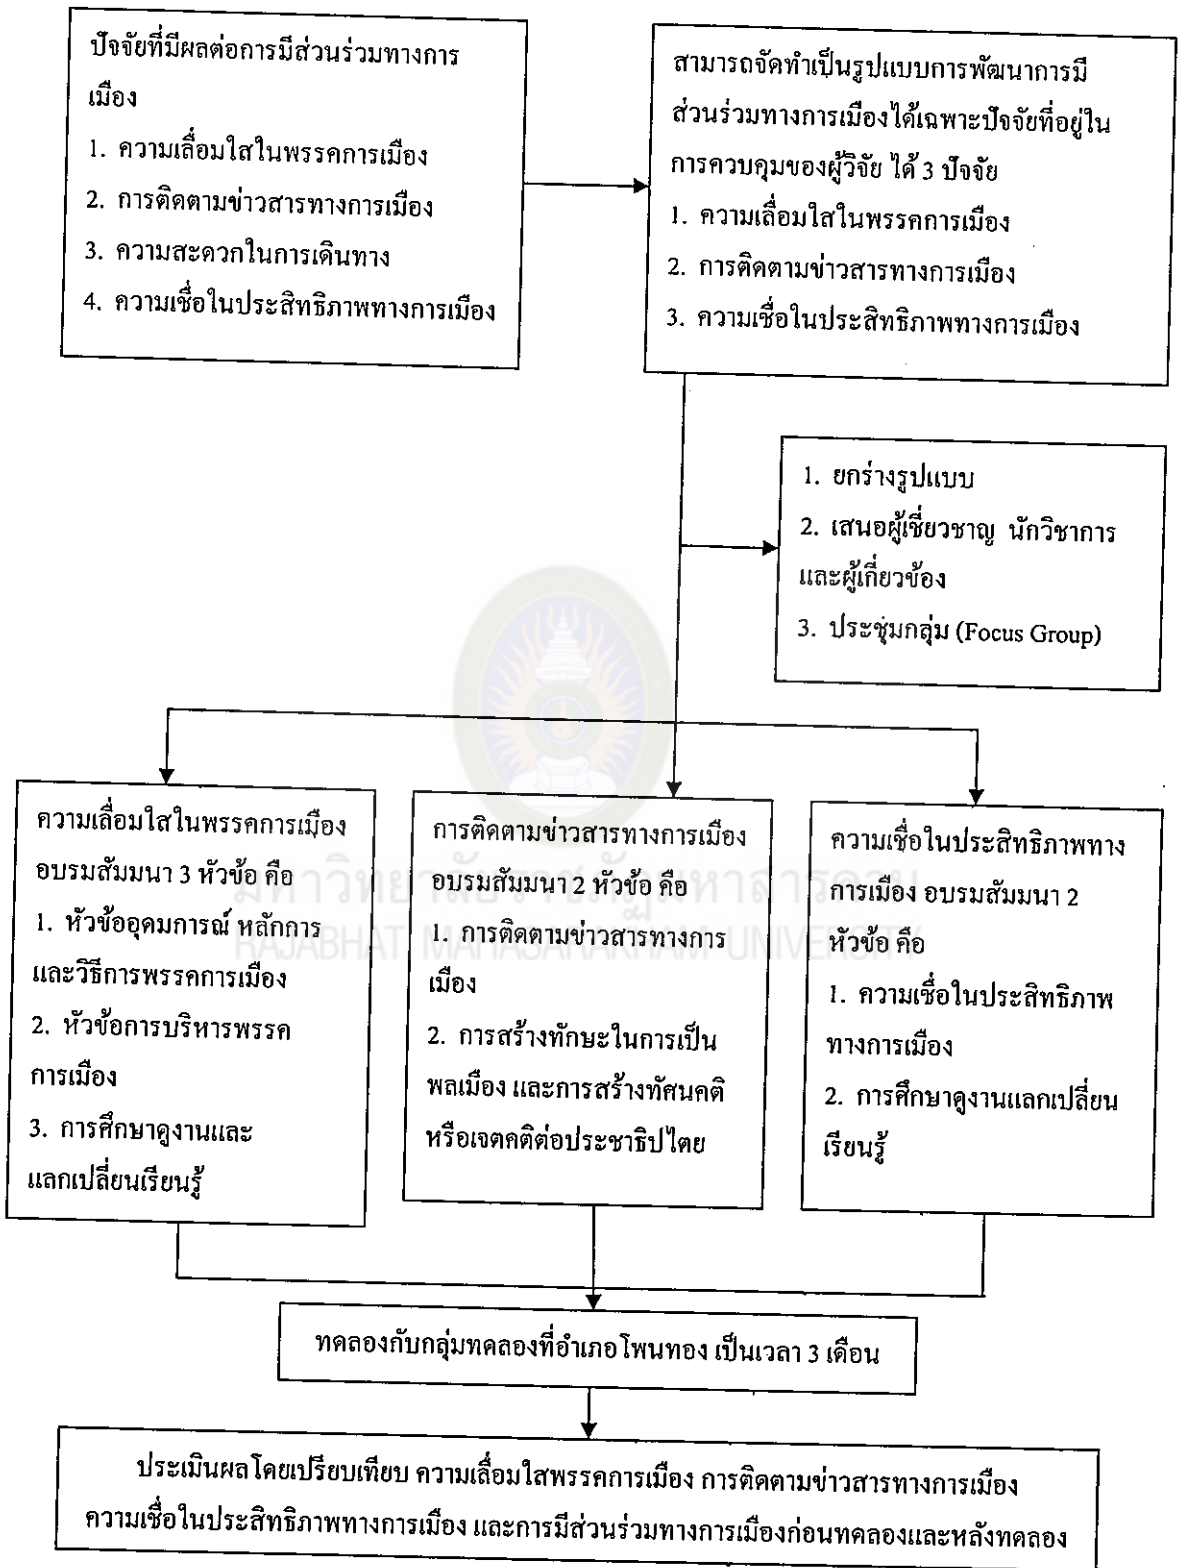 ปัจจัยที่มีผลต่อการมีส่วนร่วมทางการ
เมือง
1. ความเลื่อมใสในพรรคการเมือง
2. การติดตามข่าวสารทางการเมือง
3. ความสะดวกในการเดินทาง
4. ความเชื่อในประสิทธิภาพทางการเมือง
สามารถจัดทำเป็นรูปแบบการพัฒนาการมี
ส่วนร่วมทางการเมืองได้เฉพาะปัจจัยที่อยู่ใน
การควบคุมของผู้วิจัย ได้ 3 ปัจจัย
1. ความเลื่อมใสในพรรคการเมือง
2. การติดตามข่าวสารทางการเมือง
3. ความเชื่อในประสิทธิภาพทางการเมือง
1. ยกร่างรูปแบบ
2. เสนอผู้เชี่ยวชาญ นักวิชาการ
และผู้เกี่ยวข้อง
3. ประชุมกลุ่ม (Focus Group)
ความเลื่อมใสในพรรคการเมือง
อบรมสัมมนา 3 หัวข้อ คือ
1. หัวข้ออุดมการณ์ หลักการ
และวิธีการพรรคการเมือง
2. หัวข้อการบริหารพรรค
การเมือง
3. การศึกษาดูงานและ
แลกเปลี่ยนเรียนรู้
การติดตามข่าวสารทางการเมือง
อบรมสัมมนา 2 หัวข้อ คือ
1. การติดตามข่าวสารทางการ
เมือง
2. การสร้างทักษะในการเป็น
พลเมือง และการสร้างทัศนคติ
หรือเจตคติต่อประชาธิปไตย
ความเชื่อในประสิทธิภาพทาง
การเมือง อบรมสัมมนา 2
หัวข้อ คือ
1. ความเชื่อในประสิทธิภาพ
ทางการเมือง
2. การศึกษาดูงานแลกเปลี่ยน
เรียนรู้
มหาวิทยาลัยราชภัฏมหาสารคาม
RAJABHAT MAHASARAKHAM UNIVERSITY
ทดลองกับกลุ่มทดลองที่อำเภอโพนทอง เป็นเวลา 3 เดือน
ประเมินผลโดยเปรียบเทียบ ความเลื่อมใสพรรคการเมือง การติดตามข่าวสารทางการเมือง
ความเชื่อในประสิทธิภาพทางการเมือง และการมีส่วนร่วมทางการเมืองก่อนทดลองและหลังทดลอง